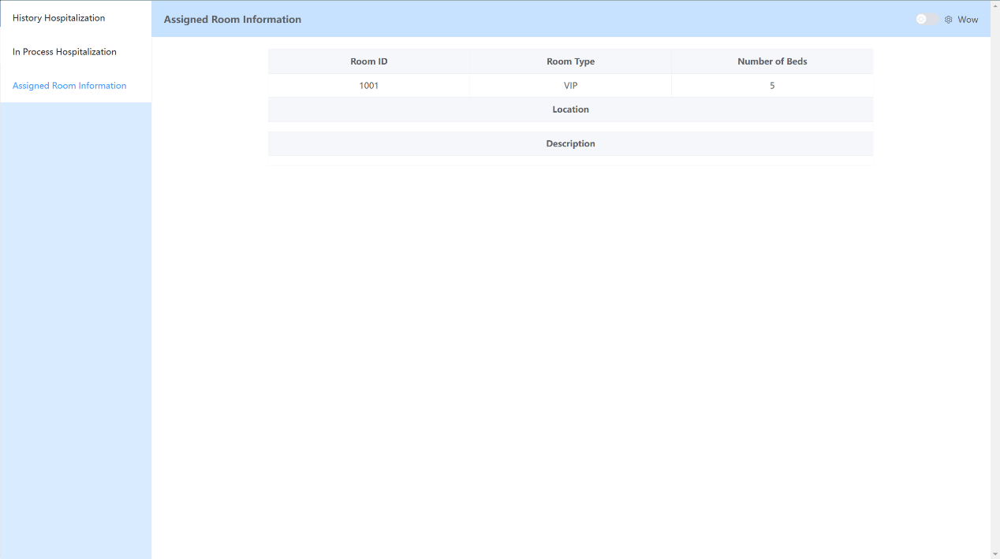 History Hospitalization
In Process Hospitalization
Assigned Room Information
Assigned Room Information
Wow
Room ID Room Type Number of Beds
1001 VIP 5
Location
Description